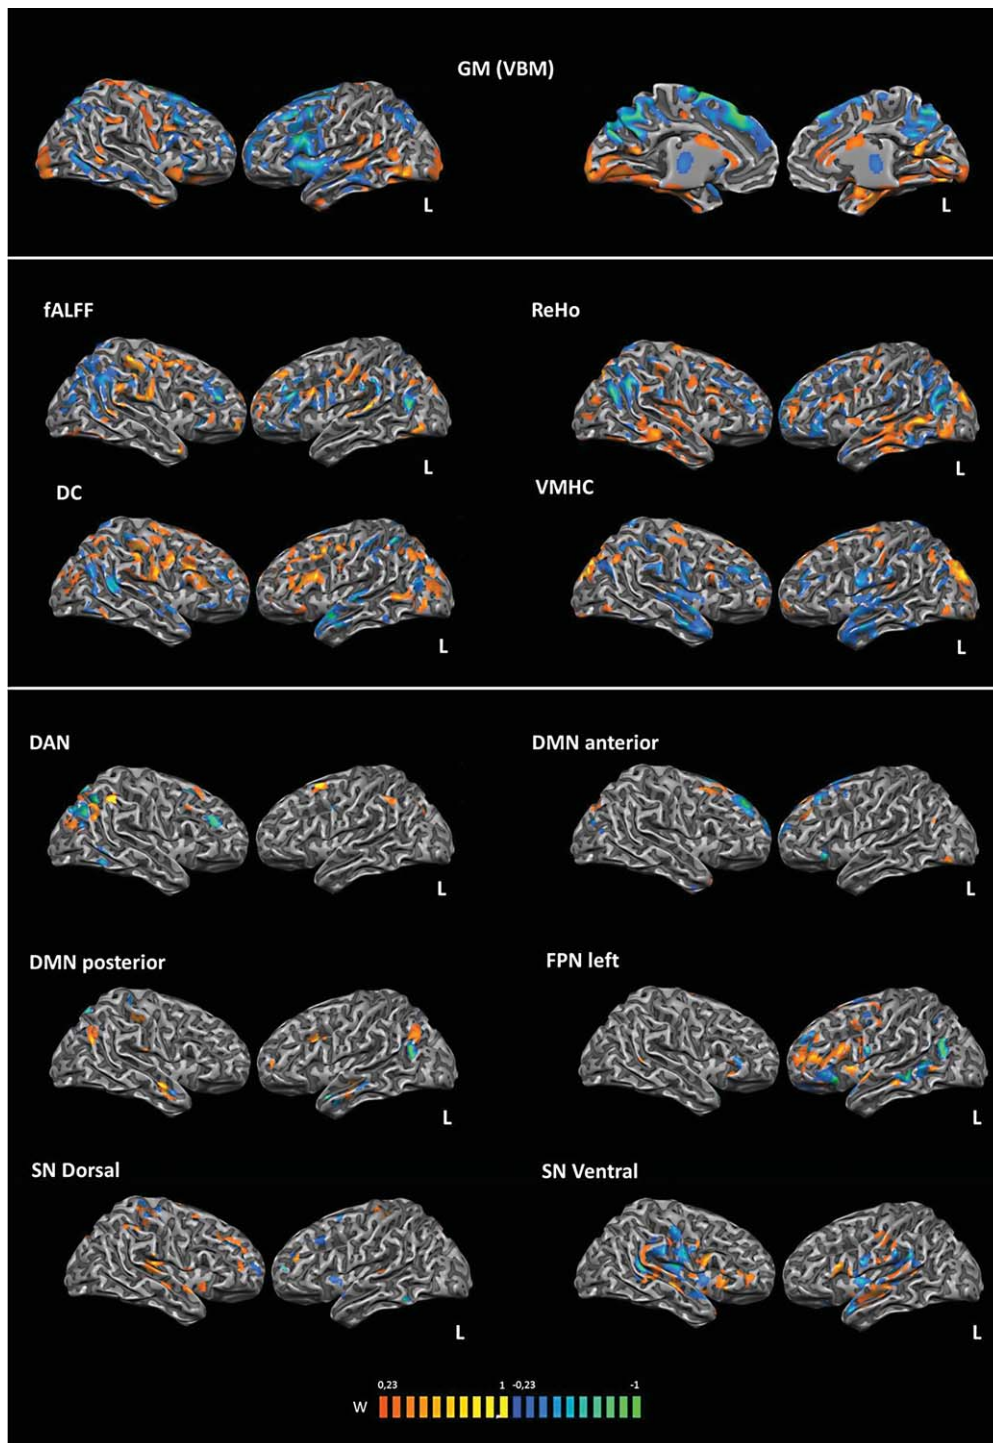 GM (VBM)
L
L
fALFF
ReHo
L
L
DC
VMHC
L
L
DAN
DMN anterior
L
L
DMN posterior
FPN left
L
L
SN Dorsal
SN Ventral
L
L
0,23 1 -0,23 -1
W